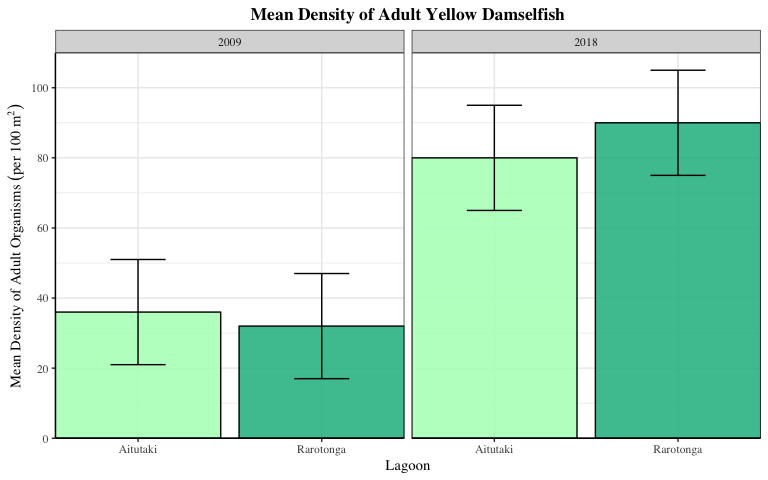 Mean Density of Adult Yellow Damselfish
2009
2018
Mean Density of Adult Organisms (per 100 m²)
100
80
60
40
20
0
Aitutaki
Rarotonga
Aitutaki
Rarotonga
Lagoon